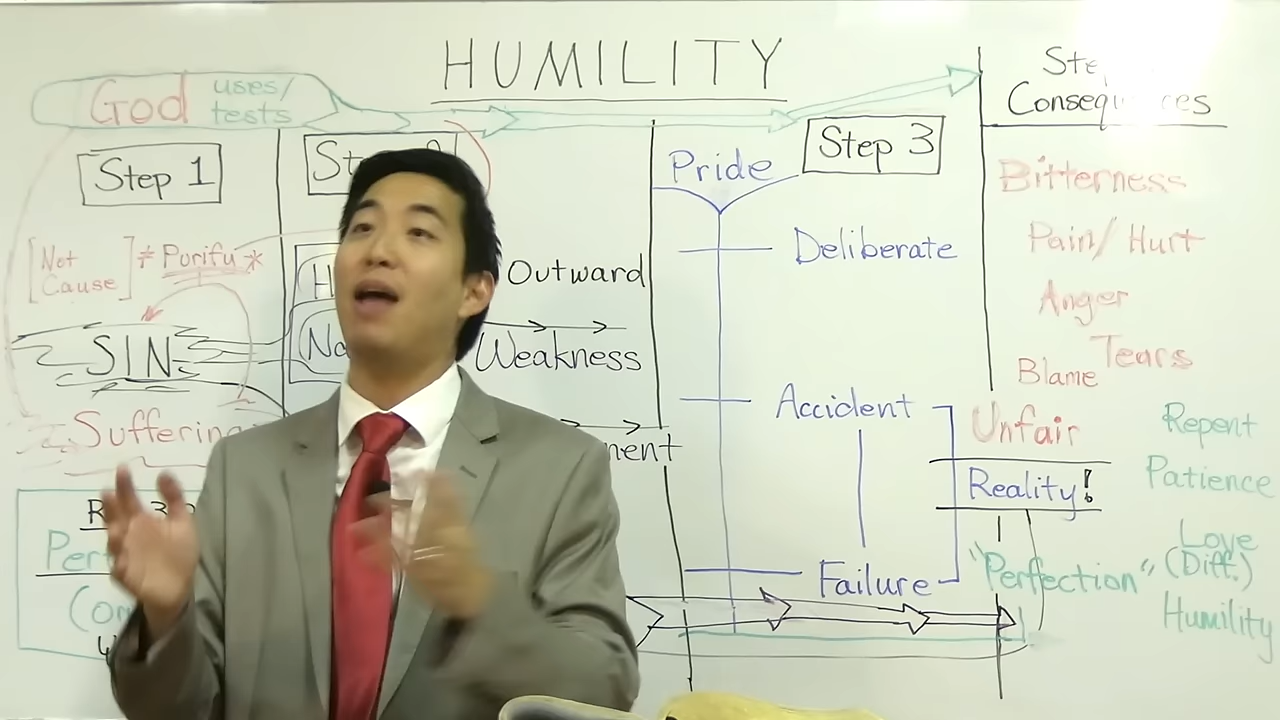 HUMILITY
God uses/
tests
Step 1
[Not
Cause] ≠ Purify *
SIN
Suffering
Outward
Weakness
Pride
Step 3
Deliberate
Accident
Failure
Consequences
Bitterness
Pain/Hurt
Anger
Blame Tears
Unfair
Reality!
"Perfection"
Repent
Patience
Love
(Diff.)
Humility